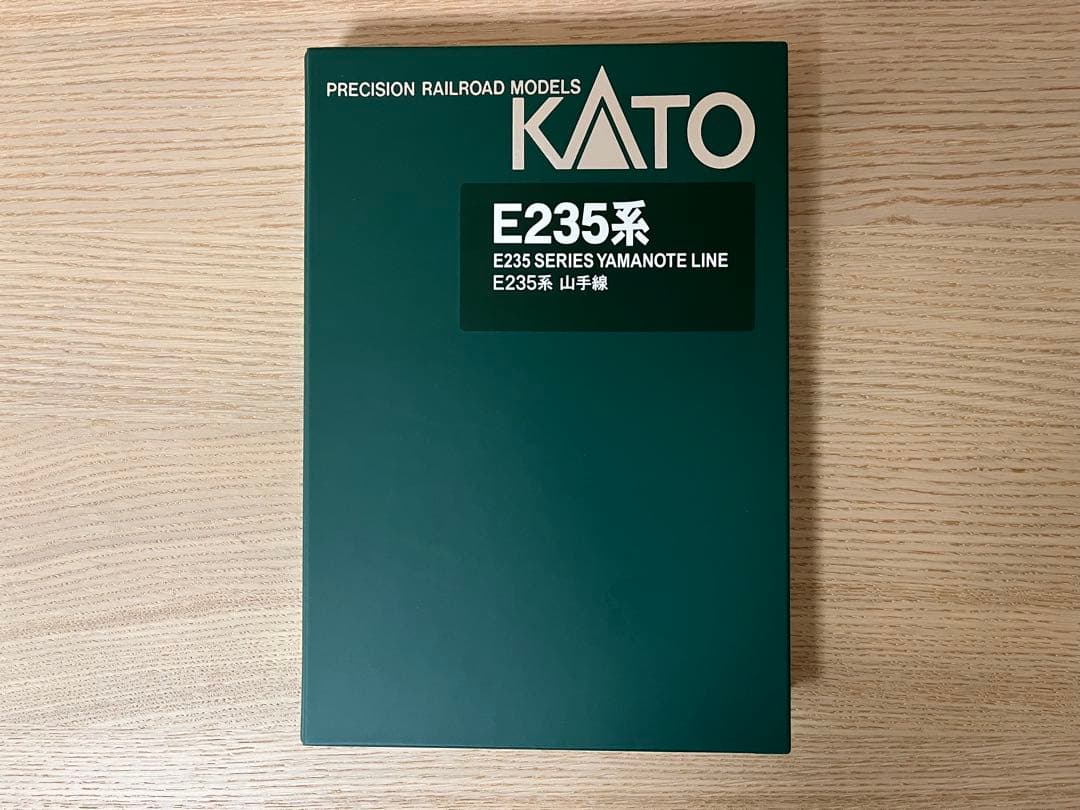 PRECISION RAILROAD MODELS
KATO
E235系
E235 SERIES YAMANOTE LINE
E235系 山手線